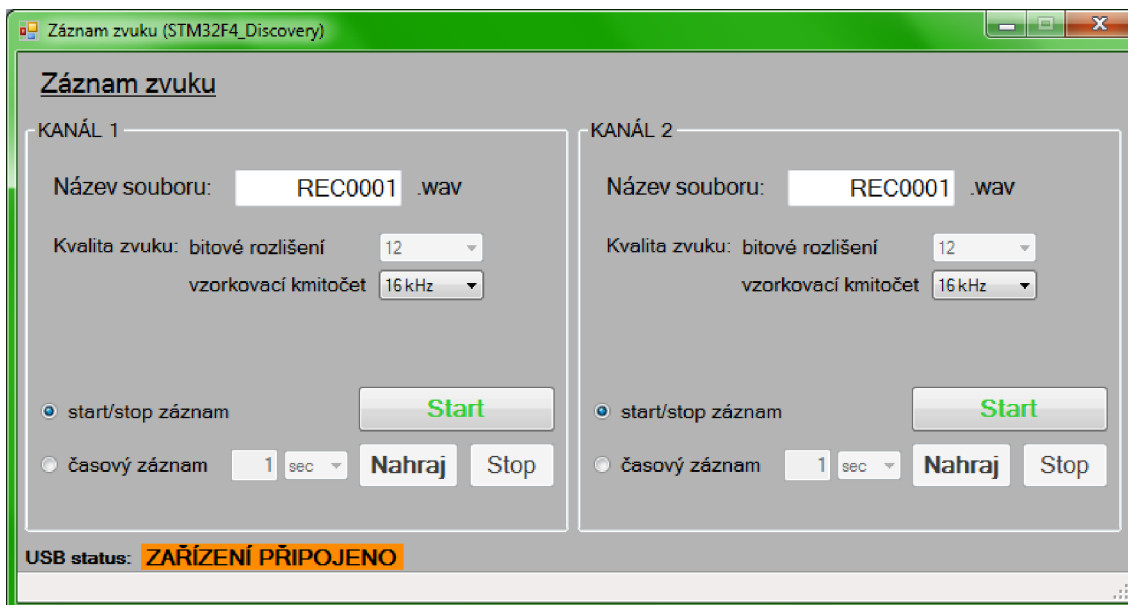 Záznam zvuku (STM32F4_Discovery)
Záznam zvuku
KANÁL 1
Název souboru: REC0001 .wav
Kvalita zvuku: bitové rozlišení 12
vzorkovací kmitočet 16 kHz
start/stop záznam Start
časový záznam 1 sec Nahraj Stop
KANÁL 2
Název souboru: REC0001 .wav
Kvalita zvuku: bitové rozlišení 12
vzorkovací kmitočet 16 kHz
start/stop záznam Start
časový záznam 1 sec Nahraj Stop
USB status: ZAŘÍZENÍ PŘIPOJENO